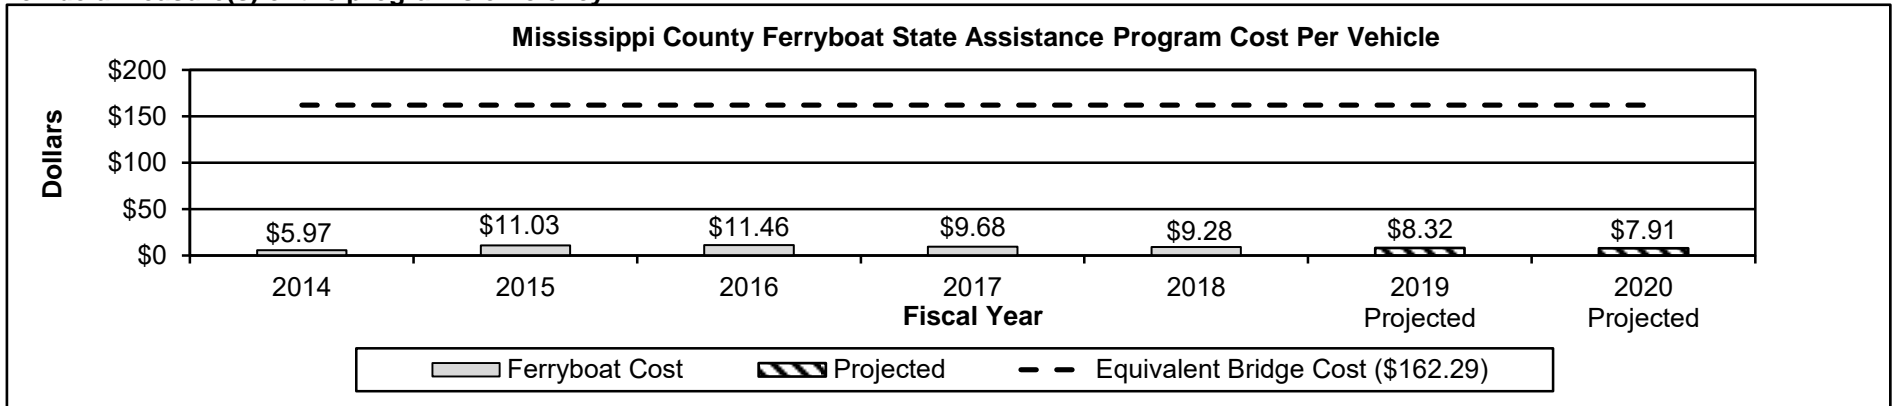 Mississippi County Ferryboat State Assistance Program Cost Per Vehicle
$200
$150
$100
$50
$0
Dollars
$5.97 $11.03 $11.46 $9.68 $9.28 $8.32 $7.91
2014 2015 2016 2017 2018 2019 2020
Projected Projected
Fiscal Year
Ferryboat Cost Projected Equivalent Bridge Cost ($162.29)